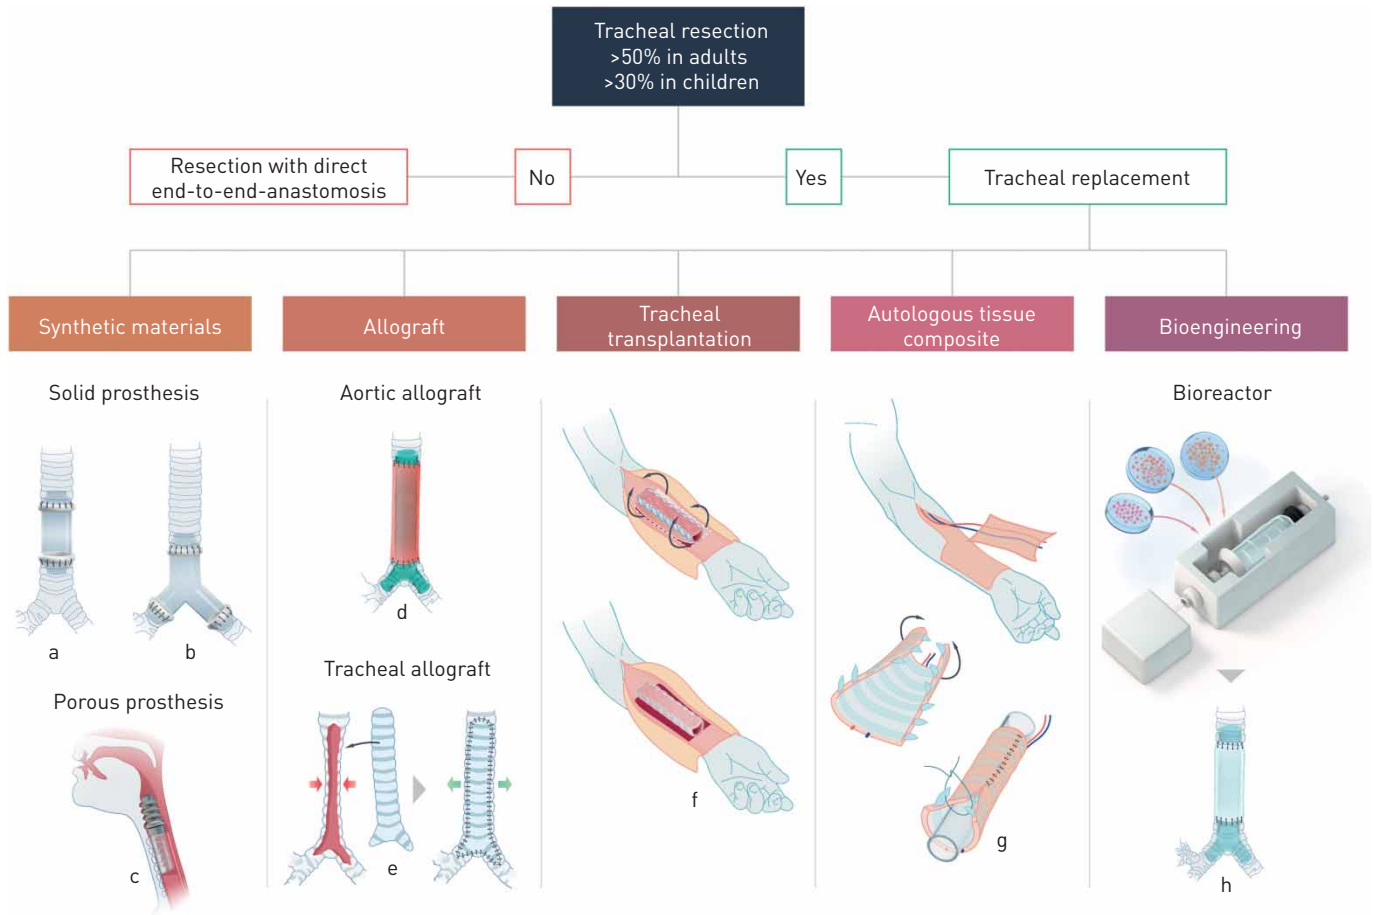 Tracheal resection
>50% in adults
>30% in children
Resection with direct
end-to-end-anastomosis
No
Yes
Tracheal replacement
Synthetic materials
Allograft
Tracheal
transplantation
Autologous tissue
composite
Bioengineering
Solid prosthesis
Aortic allograft
Bioreactor
a
b
d
Tracheal allograft
Porous prosthesis
c
e
f
g
h